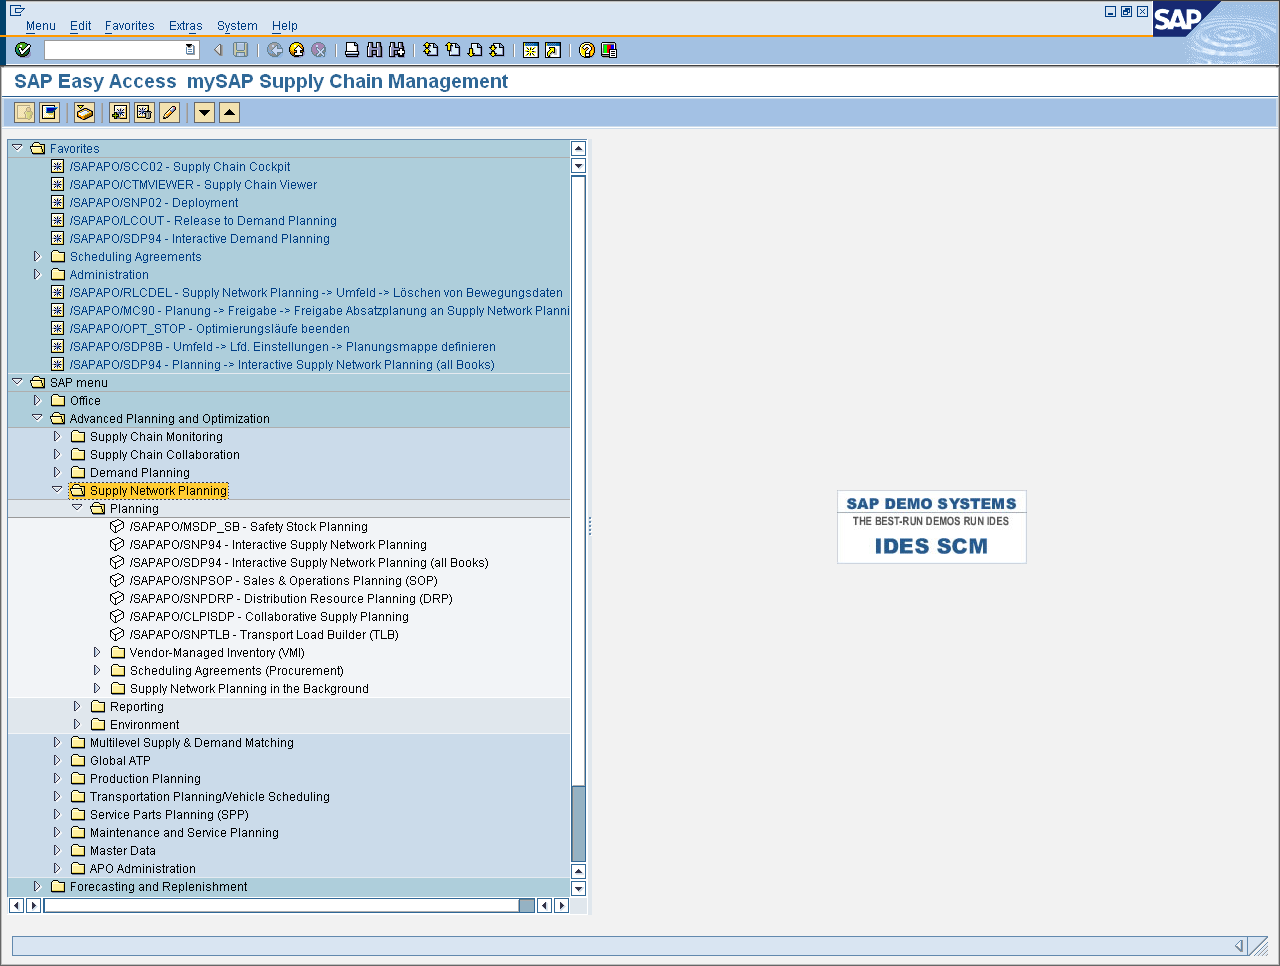 Menu Edit Favorites Extras System Help
SAP
SAP Easy Access mySAP Supply Chain Management
Favorites
/SAPAPO/SCC02 - Supply Chain Cockpit
/SAPAPO/CTMVIEWER - Supply Chain Viewer
/SAPAPO/SNP02 - Deployment
/SAPAPO/LCOUT - Release to Demand Planning
/SAPAPO/SDP94 - Interactive Demand Planning
Scheduling Agreements
Administration
/SAPAPO/RLCDEL - Supply Network Planning -> Umfeld -> Löschen von Bewegungsdaten
/SAPAPO/MC90 - Planung -> Freigabe -> Freigabe Absatzplanung an Supply Network Planni
/SAPAPO/OPT_STOP - Optimierungsläufe beenden
/SAPAPO/SDP8B - Umfeld -> Lfd. Einstellungen -> Planungsmappe definieren
/SAPAPO/SDP94 - Planning -> Interactive Supply Network Planning (all Books)
SAP menu
Office
Advanced Planning and Optimization
Supply Chain Monitoring
Supply Chain Collaboration
Demand Planning
Supply Network Planning
Planning
/SAPAPO/MSDP_SB - Safety Stock Planning
/SAPAPO/SNP94 - Interactive Supply Network Planning
/SAPAPO/SDP94 - Interactive Supply Network Planning (all Books)
/SAPAPO/SNPSOP - Sales & Operations Planning (SOP)
/SAPAPO/SNPDRP - Distribution Resource Planning (DRP)
/SAPAPO/CLPISDP - Collaborative Supply Planning
/SAPAPO/SNPTLB - Transport Load Builder (TLB)
Vendor-Managed Inventory (VMI)
Scheduling Agreements (Procurement)
Supply Network Planning in the Background
Reporting
Environment
Multilevel Supply & Demand Matching
Global ATP
Production Planning
Transportation Planning/Vehicle Scheduling
Service Parts Planning (SPP)
Maintenance and Service Planning
Master Data
APO Administration
Forecasting and Replenishment
SAP DEMO SYSTEMS
THE BEST-RUN DEMOS RUN IDES
IDES SCM